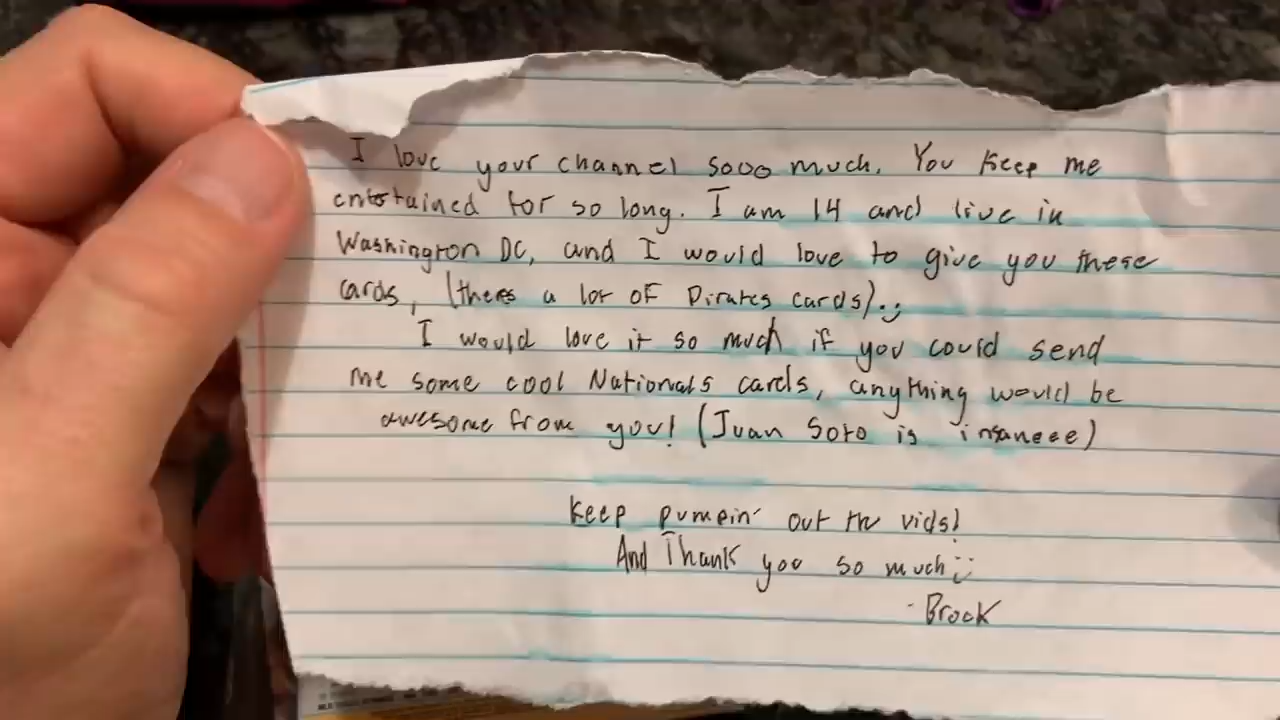 I love your channel sooo much. You keep me
entertained for so long. I am 14 and live in
Washington DC, and I would love to give you these
cards, (theres a lot of Pirates cards). :)
I would love it so much if you could send
me some cool Nationals cards, anything would be
awesome from you! (Juan Soto is insaneee)
Keep pumpin' out the vids!
And Thank you so much :)
- Brock